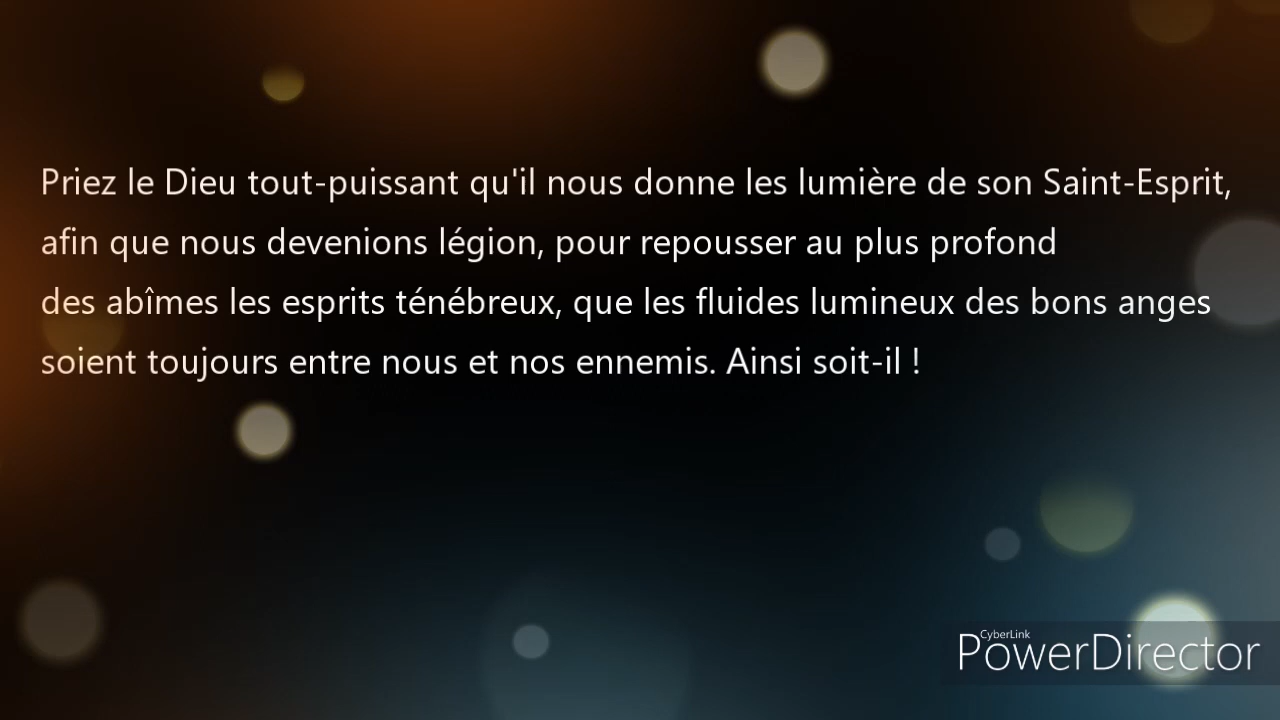 Priez le Dieu tout-puissant qu'il nous donne les lumière de son Saint-Esprit,
afin que nous devenions légion, pour repousser au plus profond
des abîmes les esprits ténébreux, que les fluides lumineux des bons anges
soient toujours entre nous et nos ennemis. Ainsi soit-il !
CyberLink
PowerDirector